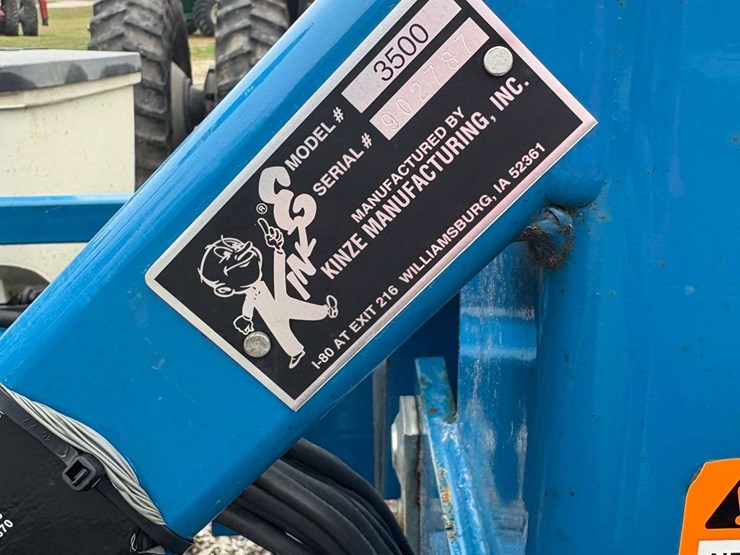 MODEL # 3500
SERIAL # 902787
KINZE ®
MANUFACTURED BY
KINZE MANUFACTURING, INC.
I-80 AT EXIT 216 WILLIAMSBURG, IA 52361